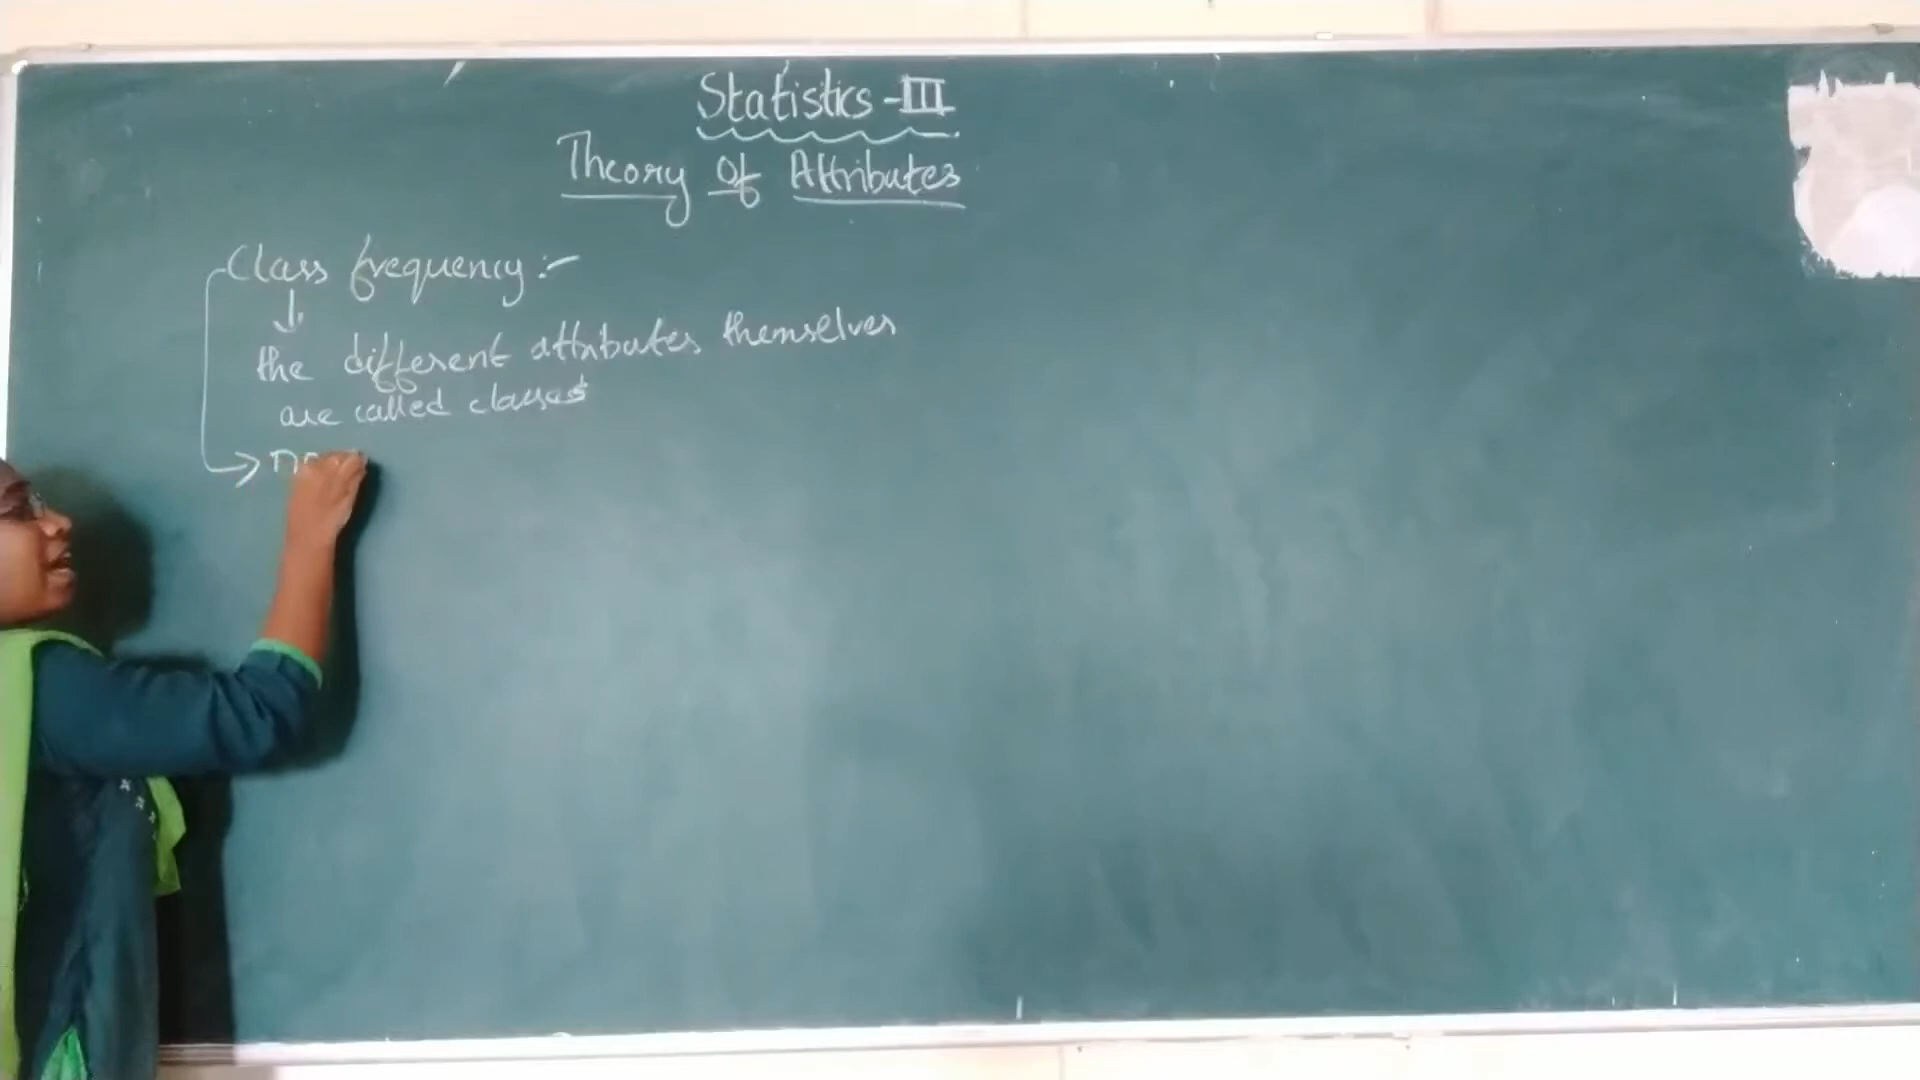 Statistics-III
Theory of Attributes
Class frequency :-
the different attributes themselves
are called classes